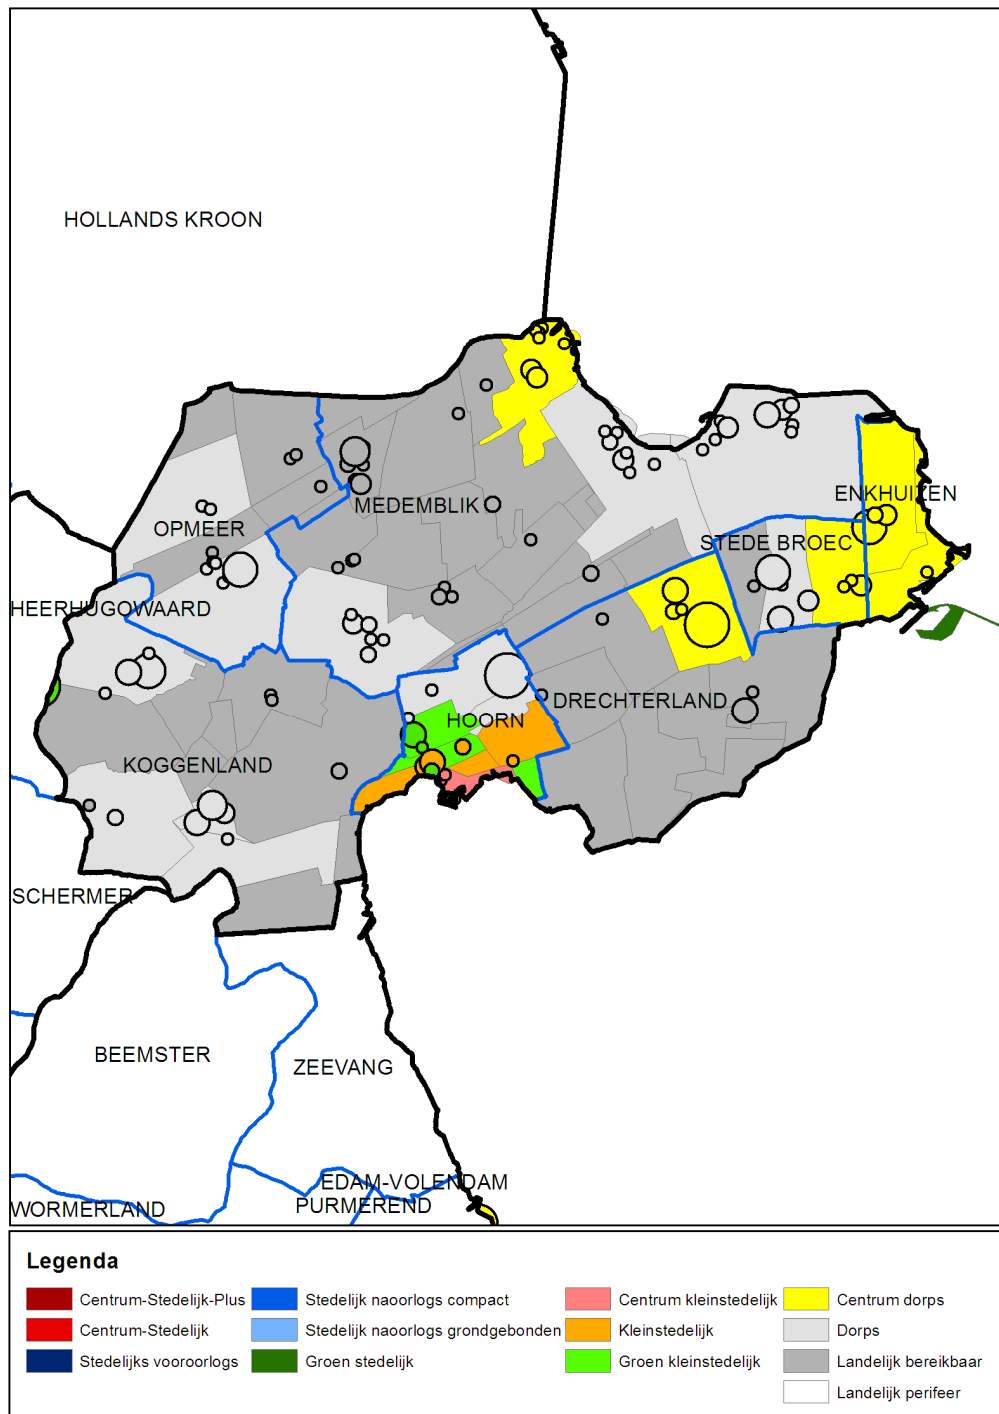 HOLLANDS KROON
ENKHUIZEN
MEDEMBLIK
OPMEER
STEDE BROEC
HEERHUGOWAARD
DRECHTERLAND
HOORN
KOGGENLAND
SCHERMER
BEEMSTER
ZEEVANG
EDAM-VOLENDAM
PURMEREND
WORMERLAND
Legenda
Centrum-Stedelijk-Plus
Centrum-Stedelijk
Stedelijks vooroorlogs
Stedelijk naoorlogs compact
Stedelijk naoorlogs grondgebonden
Groen stedelijk
Centrum kleinstedelijk
Kleinstedelijk
Groen kleinstedelijk
Centrum dorps
Dorps
Landelijk bereikbaar
Landelijk perifeer